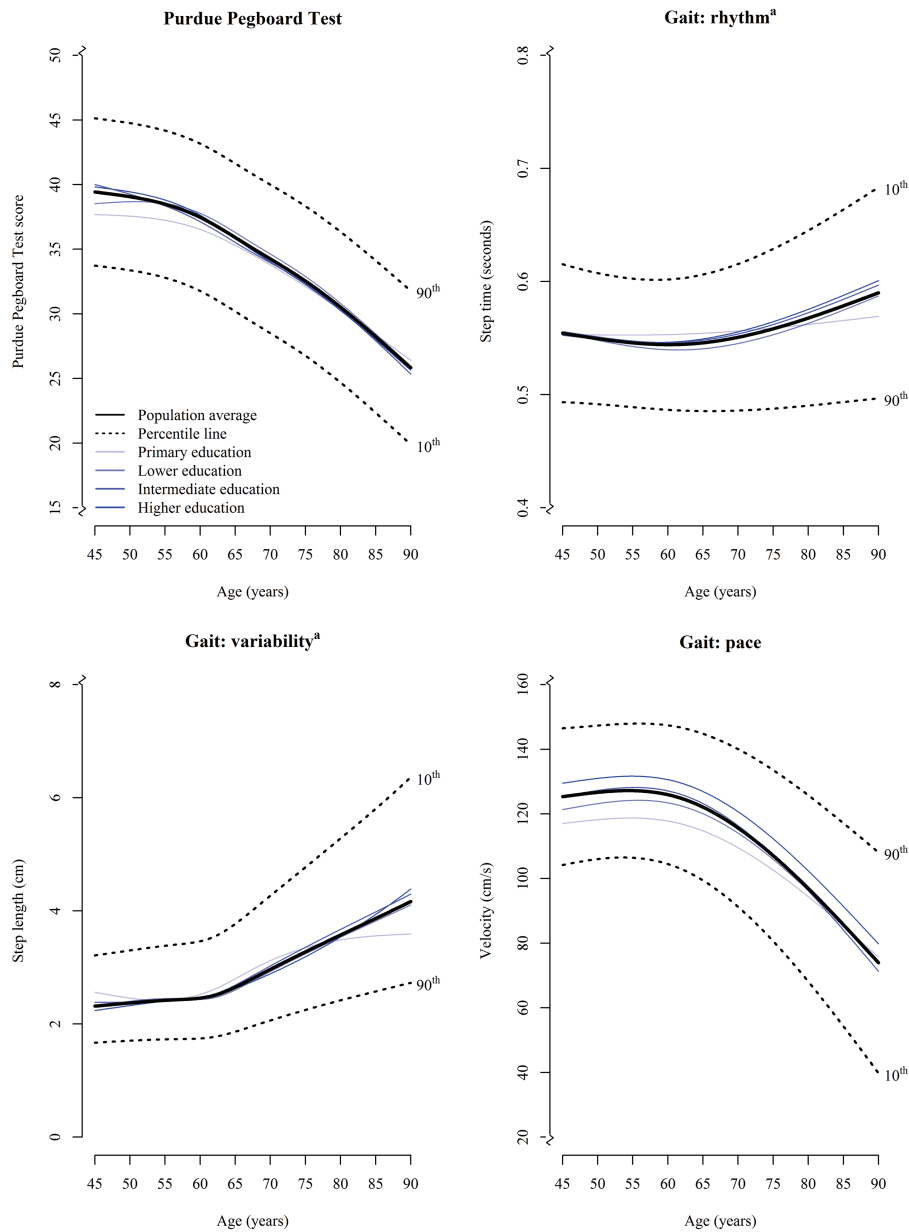 Purdue Pegboard Test
Purdue Pegboard Test score
50
45
40
35
30
25
20
15
90th
10th
Population average
Percentile line
Primary education
Lower education
Intermediate education
Higher education
45 50 55 60 65 70 75 80 85 90
Age (years)
Gait: rhythmᵃ
Step time (seconds)
0.8
0.7
0.6
0.5
0.4
10th
90th
45 50 55 60 65 70 75 80 85 90
Age (years)
Gait: variabilityᵃ
Step length (cm)
8
6
4
2
0
10th
90th
45 50 55 60 65 70 75 80 85 90
Age (years)
Gait: pace
Velocity (cm/s)
160
140
120
100
80
60
40
20
90th
10th
45 50 55 60 65 70 75 80 85 90
Age (years)